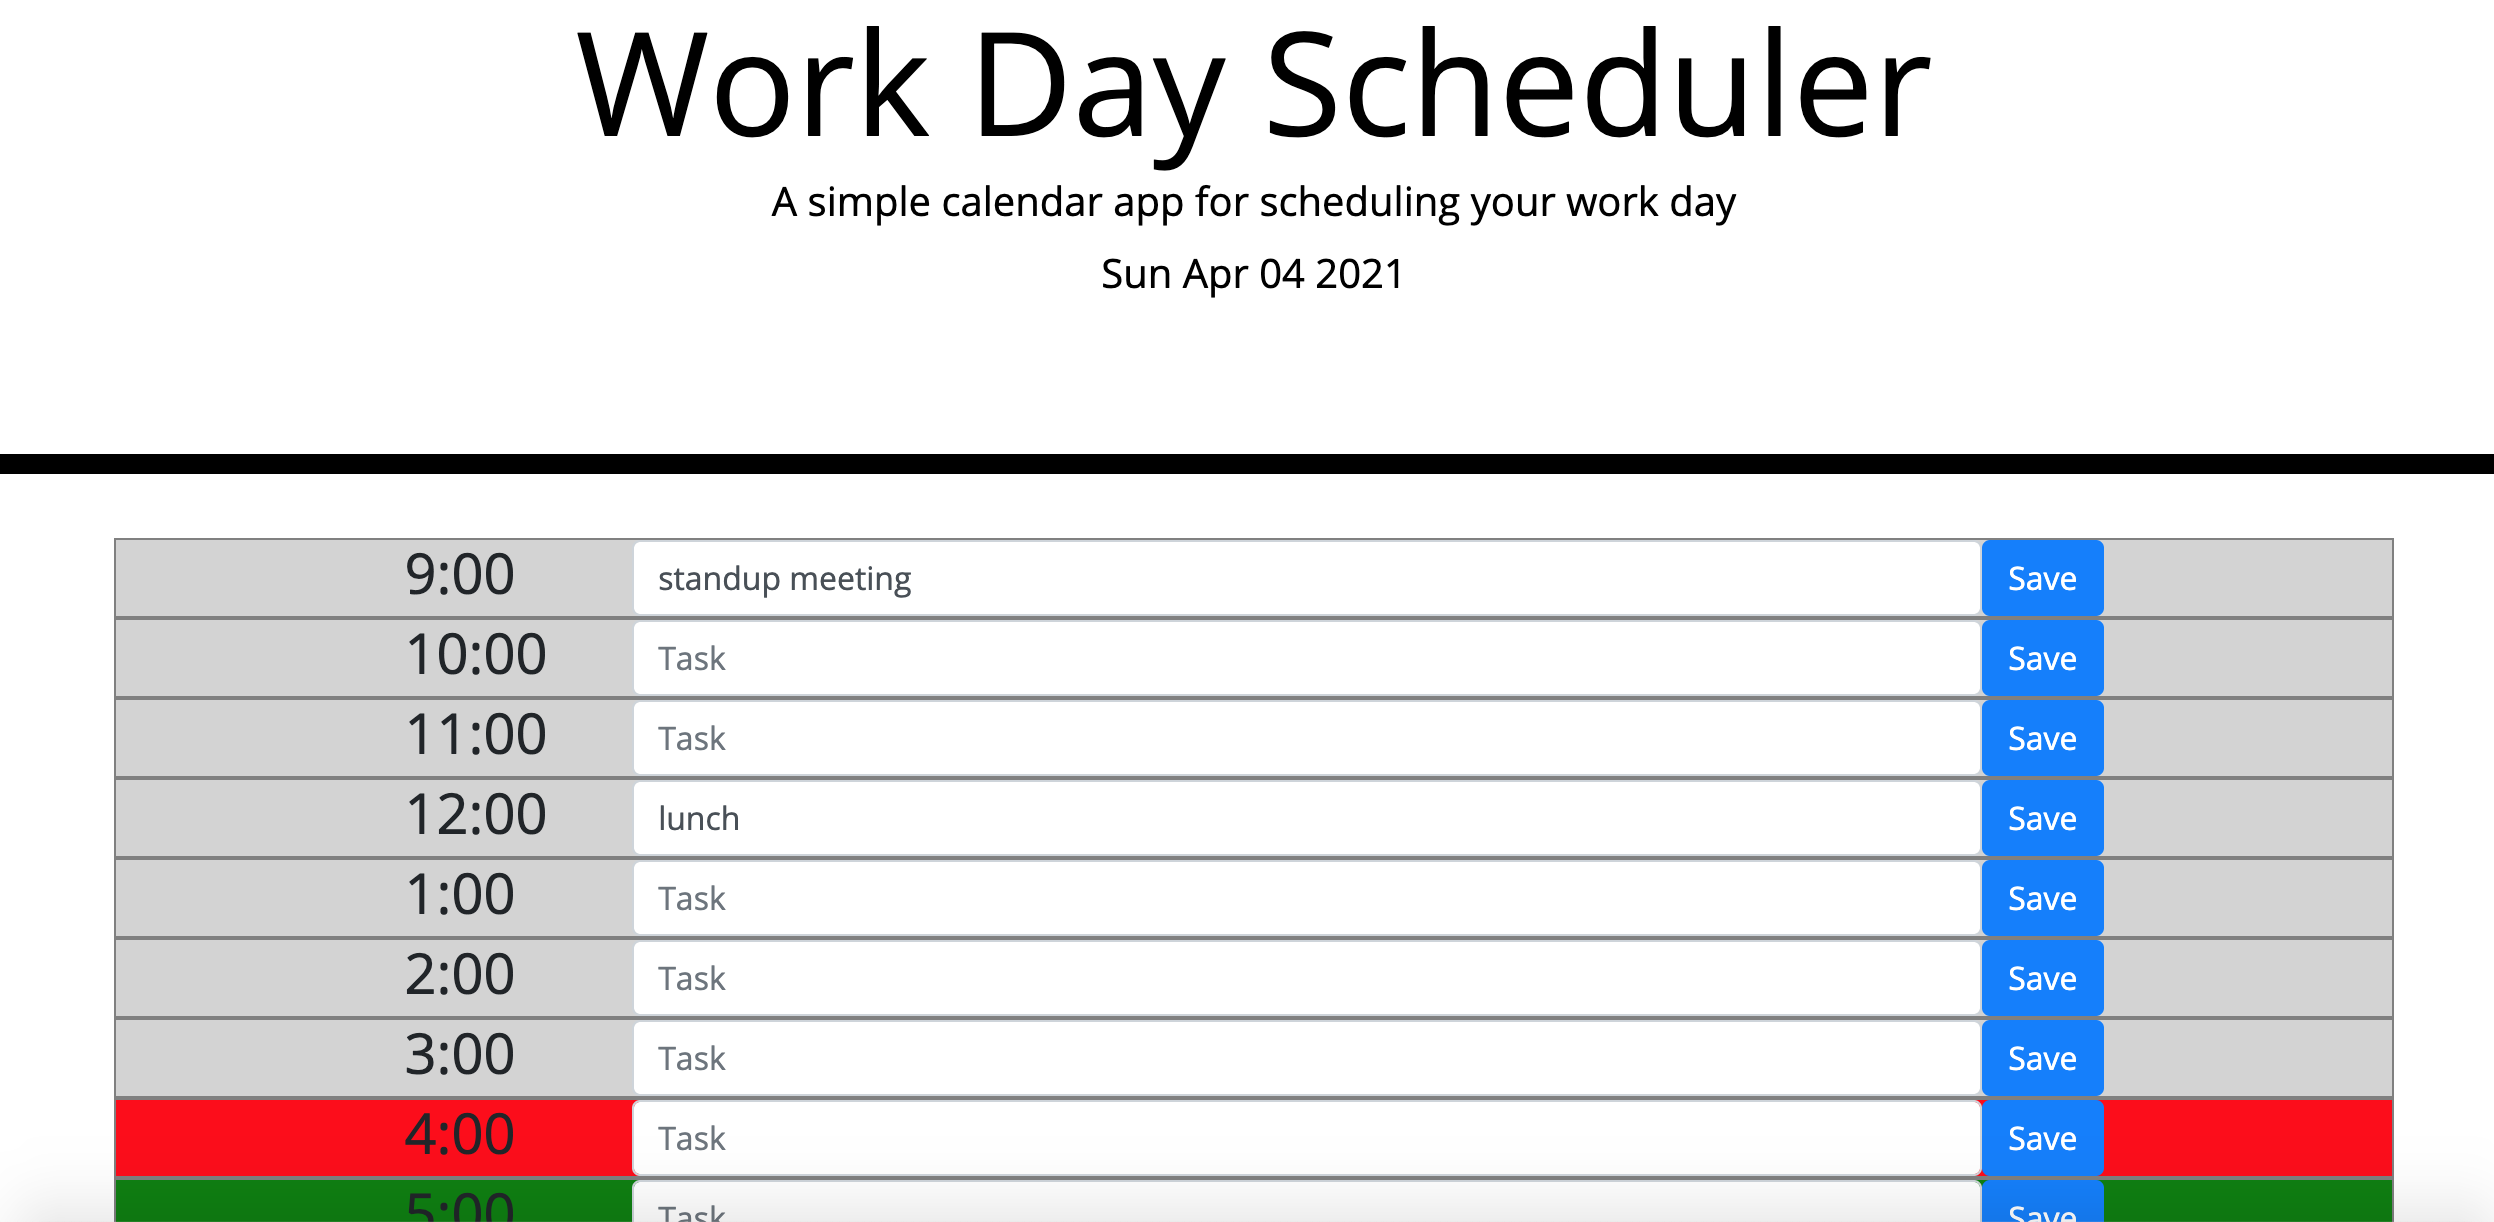 Work Day Scheduler
A simple calendar app for scheduling your work day
Sun Apr 04 2021
9:00 standup meeting Save
10:00 Task Save
11:00 Task Save
12:00 lunch Save
1:00 Task Save
2:00 Task Save
3:00 Task Save
4:00 Task Save
5:00 Task Save